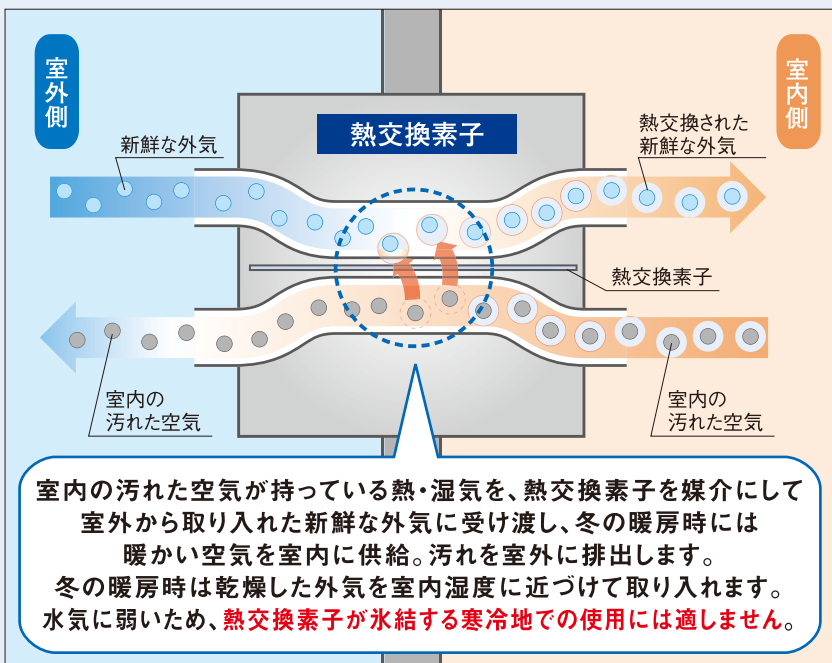 室外側
室内側
熱交換素子
新鮮な外気
熱交換された
新鮮な外気
熱交換素子
室内の
汚れた空気
室内の
汚れた空気
室内の汚れた空気が持っている熱・湿気を、熱交換素子を媒介にして
室外から取り入れた新鮮な外気に受け渡し、冬の暖房時には
暖かい空気を室内に供給。汚れを室外に排出します。
冬の暖房時は乾燥した外気を室内湿度に近づけて取り入れます。
水気に弱いため、熱交換素子が氷結する寒冷地での使用には適しません。